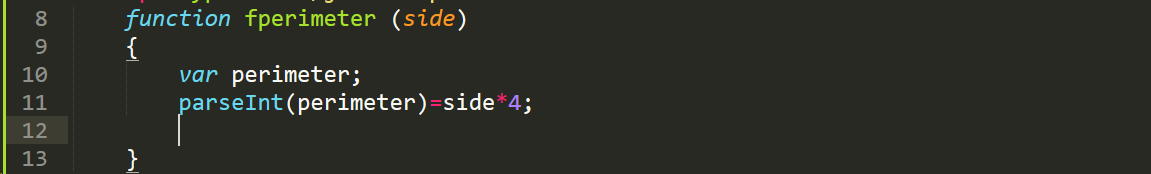 8 function fperimeter (side)
9 {
10 var perimeter;
11 parseInt(perimeter)=side*4;
12
13 }